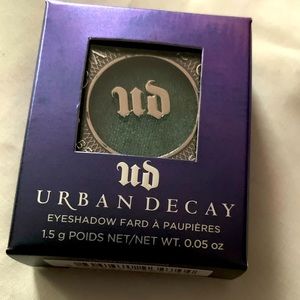 ud
ud
URBAN DECAY
EYESHADOW FARD À PAUPIÈRES
1.5 g POIDS NET/NET WT. 0.05 oz